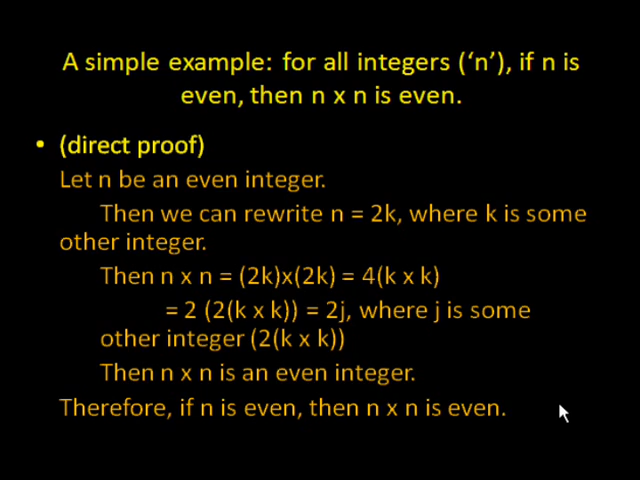 A simple example: for all integers (‘n’), if n is
even, then n x n is even.
• (direct proof)
Let n be an even integer.
Then we can rewrite n = 2k, where k is some
other integer.
Then n x n = (2k)x(2k) = 4(k x k)
= 2 (2(k x k)) = 2j, where j is some
other integer (2(k x k))
Then n x n is an even integer.
Therefore, if n is even, then n x n is even.